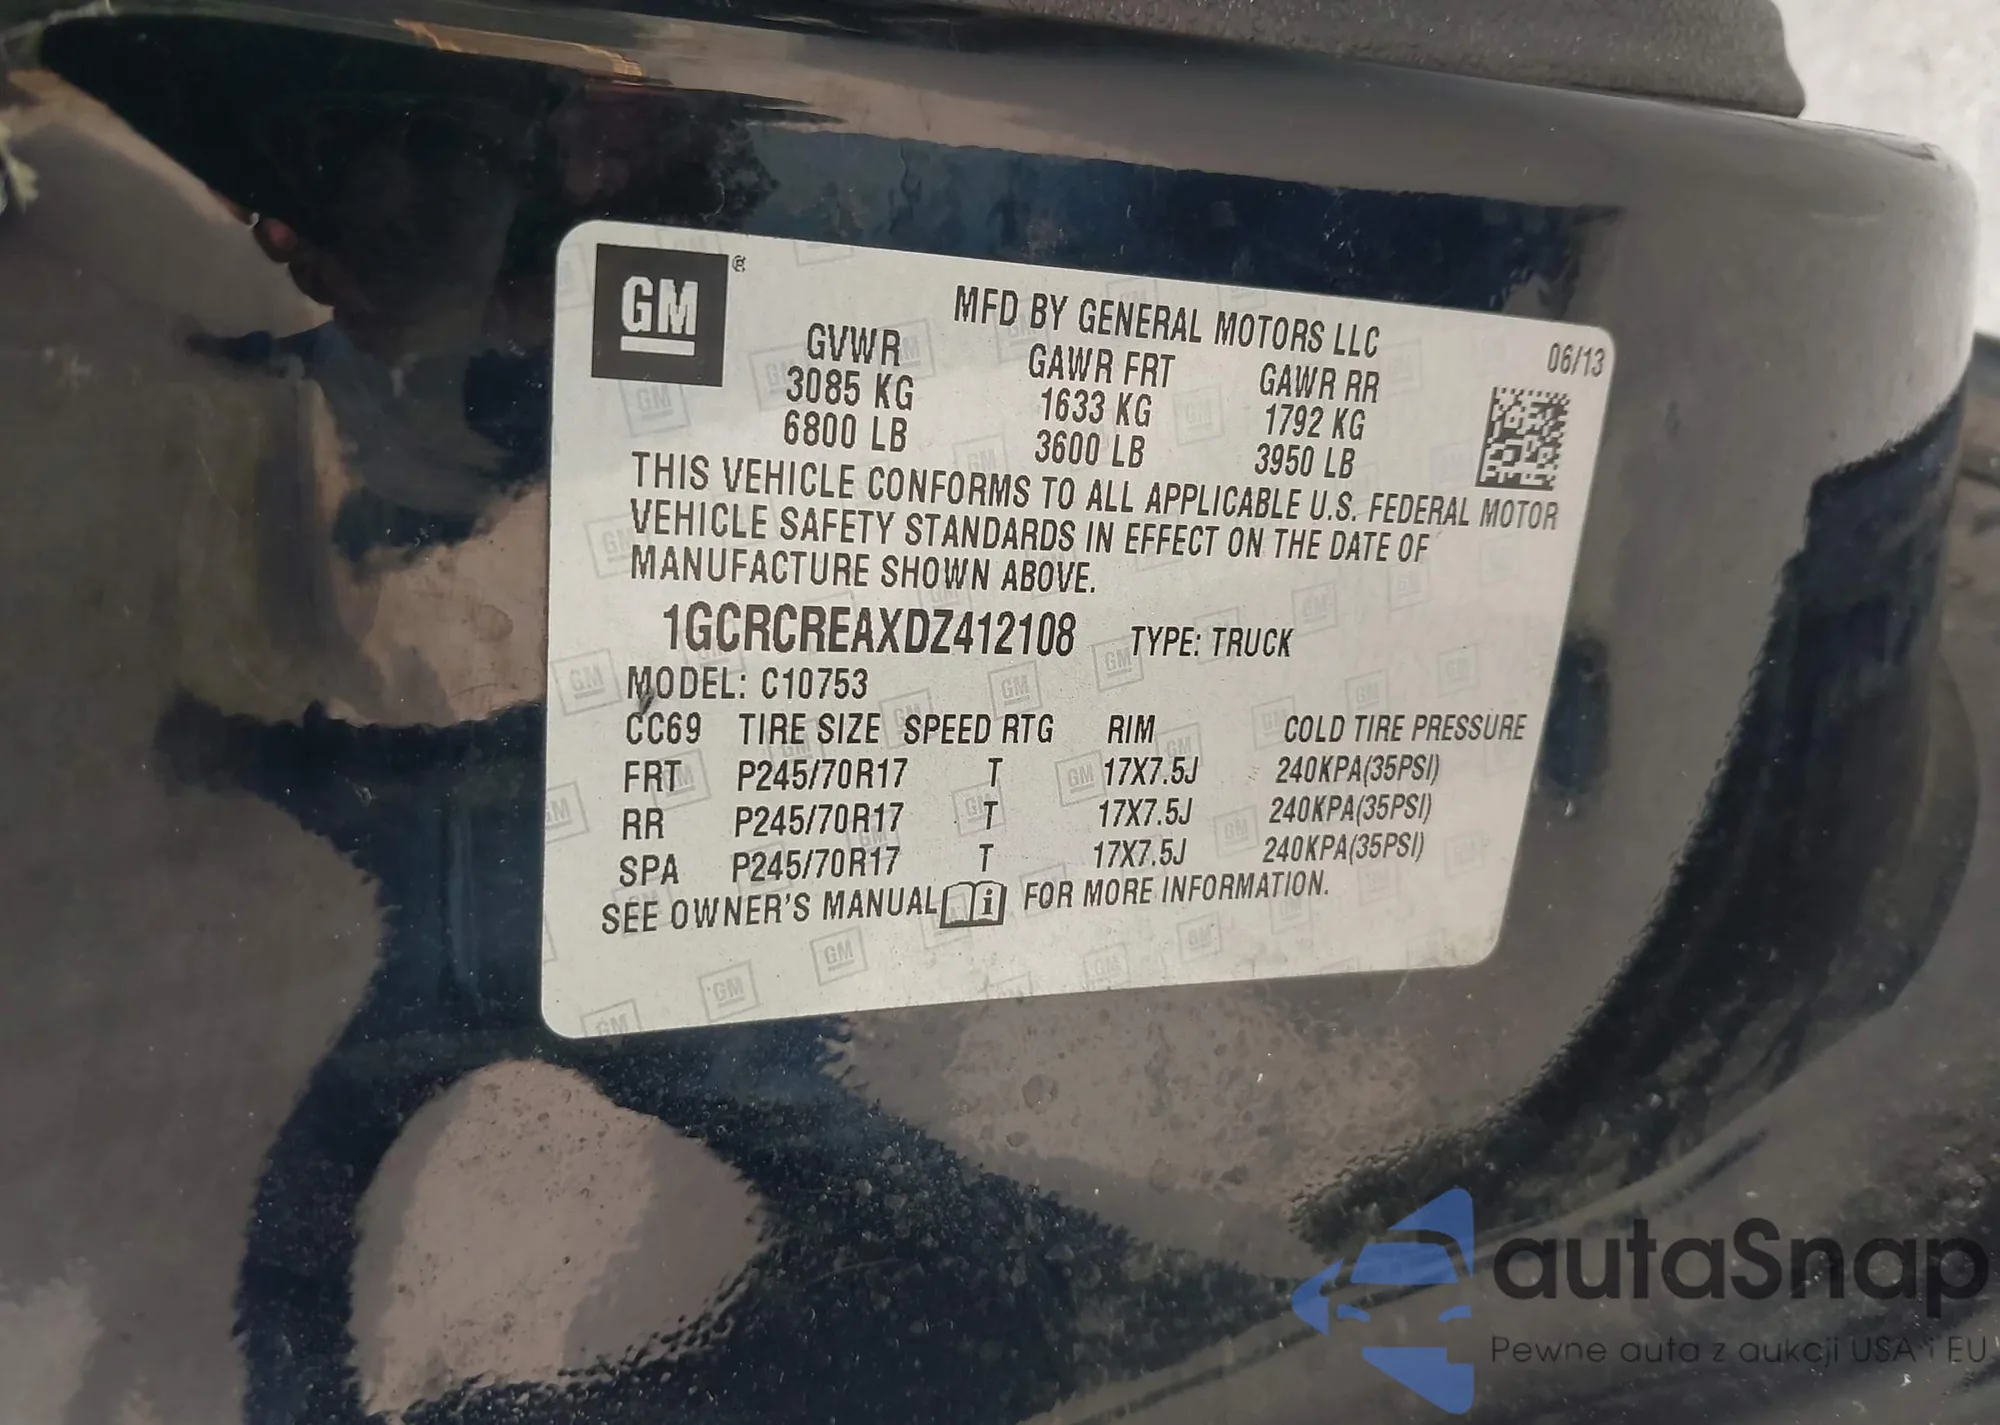 GM
MFD BY GENERAL MOTORS LLC
06/13
GVWR GAWR FRT GAWR RR
3085 KG 1633 KG 1792 KG
6800 LB 3600 LB 3950 LB
THIS VEHICLE CONFORMS TO ALL APPLICABLE U.S. FEDERAL MOTOR
VEHICLE SAFETY STANDARDS IN EFFECT ON THE DATE OF
MANUFACTURE SHOWN ABOVE.
1GCRCREAXDZ412108 TYPE: TRUCK
MODEL: C10753
CC69 TIRE SIZE SPEED RTG RIM COLD TIRE PRESSURE
FRT P245/70R17 T 17X7.5J 240KPA(35PSI)
RR P245/70R17 T 17X7.5J 240KPA(35PSI)
SPA P245/70R17 T 17X7.5J 240KPA(35PSI)
SEE OWNER'S MANUAL i FOR MORE INFORMATION.
autaSnap
Pewne auta z aukcji USA i EU